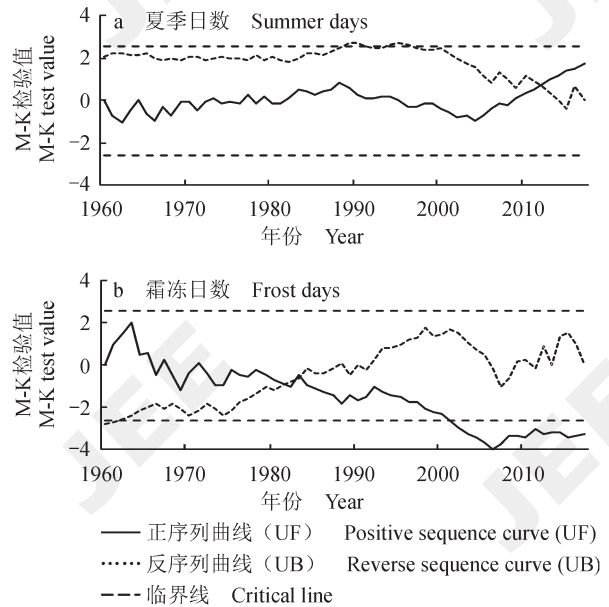 a 夏季日数 Summer days
M-K检验值
M-K test value
4
2
0
−2
−4
1960 1970 1980 1990 2000 2010
年份 Year
b 霜冻日数 Frost days
M-K检验值
M-K test value
4
2
0
−2
−4
1960 1970 1980 1990 2000 2010
年份 Year
正序列曲线（UF） Positive sequence curve (UF)
反序列曲线（UB） Reverse sequence curve (UB)
临界线 Critical line
JEE
JEE